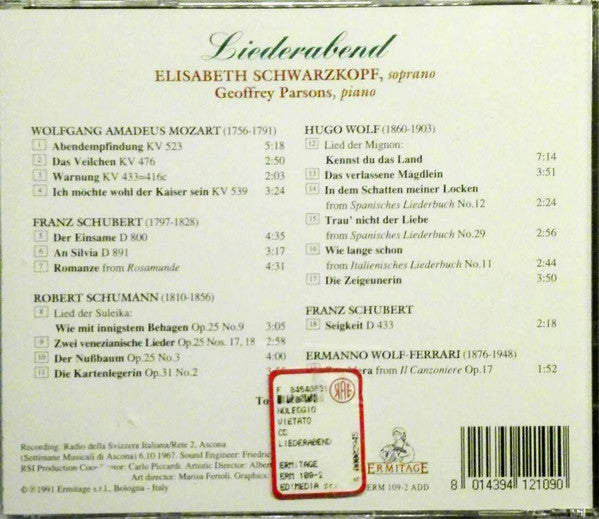 Liederabend
ELISABETH SCHWARZKOPF, soprano
Geoffrey Parsons, piano
WOLFGANG AMADEUS MOZART (1756-1791)
1 Abendempfindung KV 523 5:18
2 Das Veilchen KV 476 2:50
3 Warnung KV 433=416c 2:03
4 Ich möchte wohl der Kaiser sein KV 539 3:24
FRANZ SCHUBERT (1797-1828)
5 Der Einsame D 800 4:35
6 An Silvia D 891 3:17
7 Romanze from Rosamunde 4:31
ROBERT SCHUMANN (1810-1856)
8 Lied der Suleika:
Wie mit innigstem Behagen Op.25 No.9 3:05
9 Zwei venezianische Lieder Op.25 Nos. 17, 18 2:58
10 Der Nußbaum Op.25 No.3 4:00
11 Die Kartenlegerin Op.31 No.2
HUGO WOLF (1860-1903)
12 Lied der Mignon:
Kennst du das Land 7:14
13 Das verlassene Mägdlein 3:51
14 In dem Schatten meiner Locken
from Spanisches Liederbuch No.12 2:24
15 Trau' nicht der Liebe
from Spanisches Liederbuch No.29 2:56
16 Wie lange schon
from Italienisches Liederbuch No.11 2:44
17 Die Zeigeunerin 3:50
FRANZ SCHUBERT
18 Seigkeit D 433 2:18
ERMANNO WOLF-FERRARI (1876-1948)
from Il Canzoniere Op.17 1:52
NOLEGGIO
VIETATO
CD
LIEDERABEND
ERMITAGE
ERM 109-2
ED!MEDIA
Recording: Radio della Svizzera Italiana/Rete 2, Ascona
(Settimane Musicali di Ascona) 6.10.1967. Engineer: Sound: Friedric
RSI Production Carlo Piccardi. Artistic Director: Alber
Art director: Marisa Ferioli. Graphics:
℗ © 1991 Ermitage s.r.l., Bologna - Italy
ERMITAGE
ERM 109-2 ADD
8 014394 121090